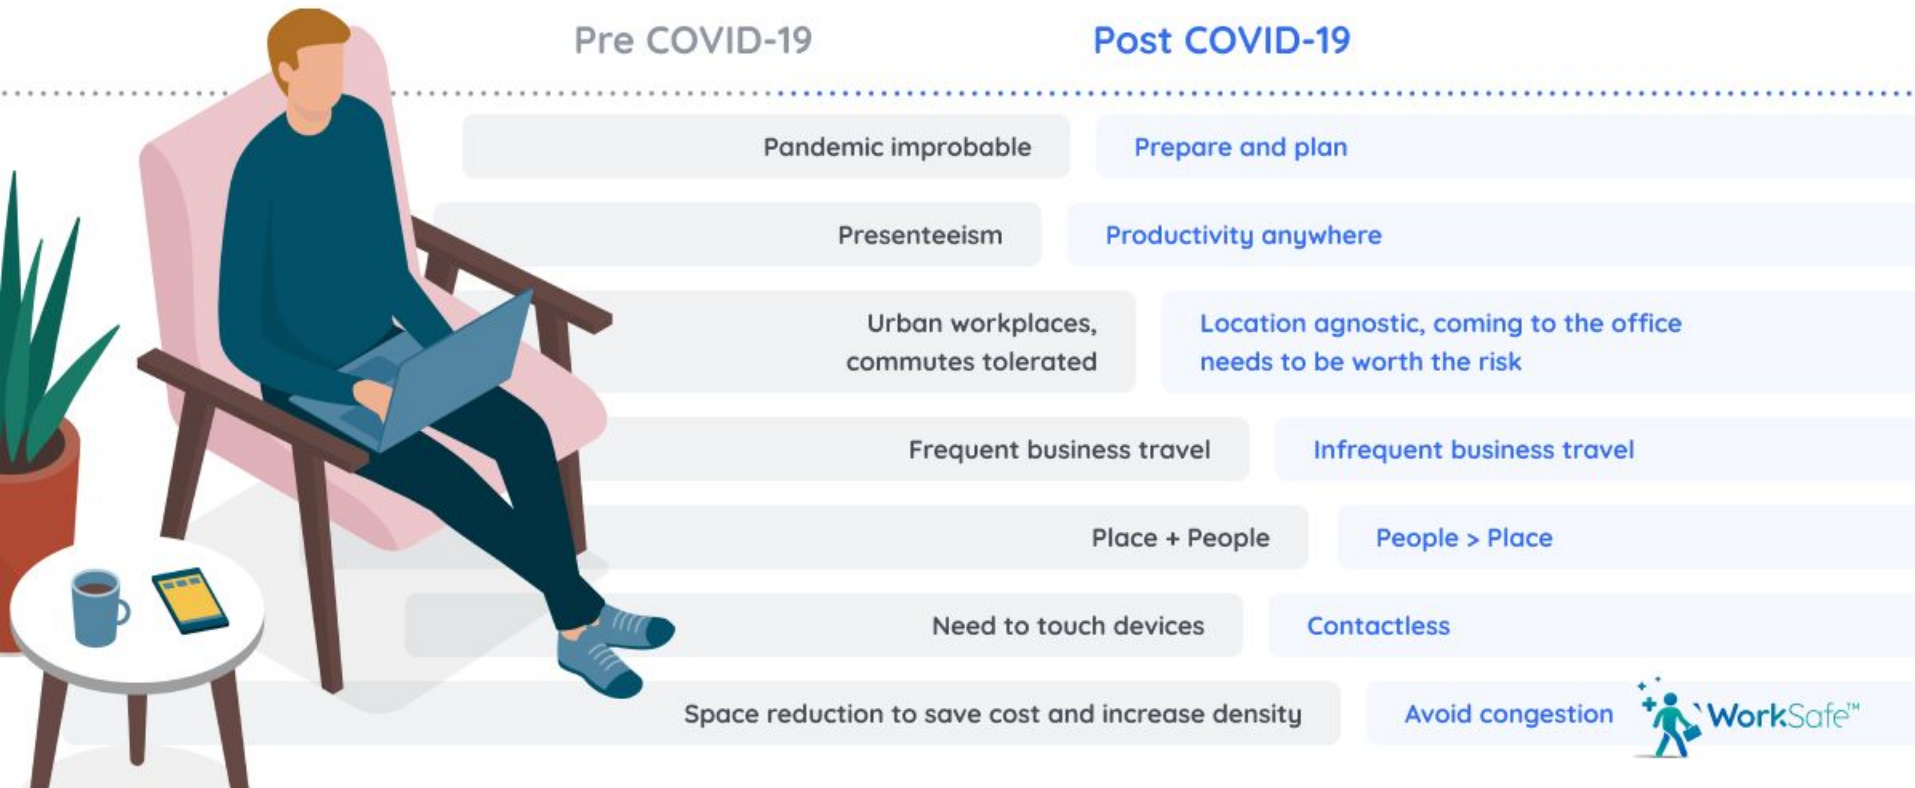 Pre COVID-19
Post COVID-19
Pandemic improbable
Prepare and plan
Presenteeism
Productivity anywhere
Urban workplaces,
commutes tolerated
Location agnostic, coming to the office
needs to be worth the risk
Frequent business travel
Infrequent business travel
Place + People
People > Place
Need to touch devices
Contactless
Space reduction to save cost and increase density
Avoid congestion
WorkSafe™